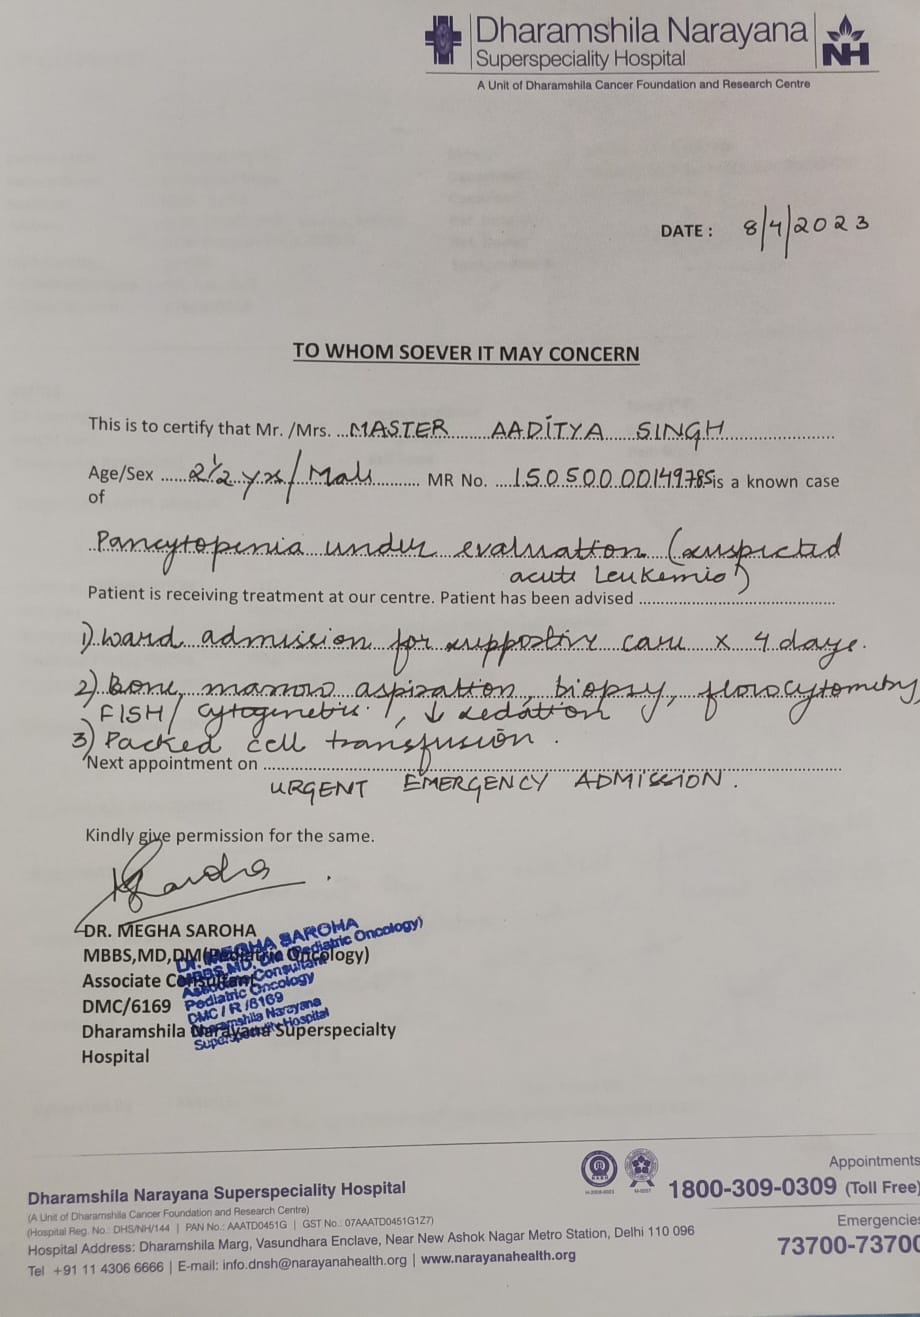 Dharamshila Narayana
Superspeciality Hospital
NH
A Unit of Dharamshila Cancer Foundation and Research Centre
DATE : 8/4/2023
TO WHOM SOEVER IT MAY CONCERN
This is to certify that Mr. /Mrs. MASTER AADITYA SINGH
Age/Sex 2½ yrs/Male MR No. 15050000149785 is a known case
of
Pancytopenia under evaluation (suspected
acute Leukemia)
Patient is receiving treatment at our centre. Patient has been advised
1) Ward admission for supportive care x 4 days.
2) Bone marrow aspiration, biopsy, flowcytometry,
FISH/ cytogenetic, ↓ sedation
3) Packed cell transfusion.
Next appointment on
URGENT EMERGENCY ADMISSION.
Kindly give permission for the same.
DR. MEGHA SAROHA
MBBS,MD,DM(Pediatric Oncology)
Associate Consultant
DMC/6169
Dharamshila Narayana Superspecialty
Hospital
Dr. MEGHA SAROHA
MBBS,MD, DM (Pediatric Oncology)
Associate Consultant
Pediatric Oncology
DMC / R /6169
Dharamshila Narayana
Superspeciality Hospital
Appointments
1800-309-0309 (Toll Free)
Emergencie
73700-7370
Dharamshila Narayana Superspeciality Hospital
(A Unit of Dharamshila Cancer Foundation and Research Centre)
(Hospital Reg. No.: DHS/NH/144 | PAN No.: AAATD0451G | GST No.: 07AAATD0451G1Z7)
Hospital Address: Dharamshila Marg, Vasundhara Enclave, Near New Ashok Nagar Metro Station, Delhi 110 096
Tel +91 11 4306 6666 | E-mail: info.dnsh@narayanahealth.org | www.narayanahealth.org